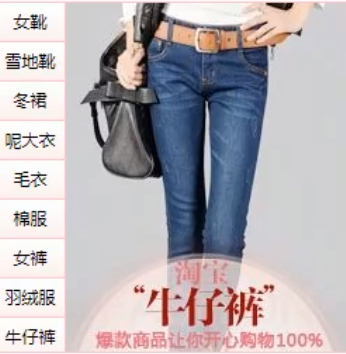 女靴
雪地靴
冬裙
呢大衣
毛衣
棉服
女裤
羽绒服
牛仔裤
淘宝
“牛仔裤”
爆款商品让你开心购物100%